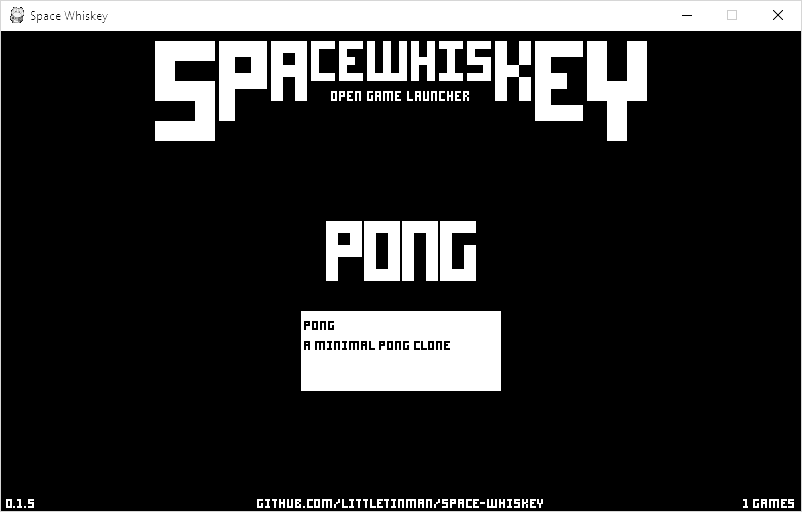 Space Whiskey
SPACEWHISKEY
OPEN GAME LAUNCHER
PONG
PONG
A MINIMAL PONG CLONE
0.1.5
GITHUB.COM/LITTLETINMAN/SPACE-WHISKEY
1 GAMES